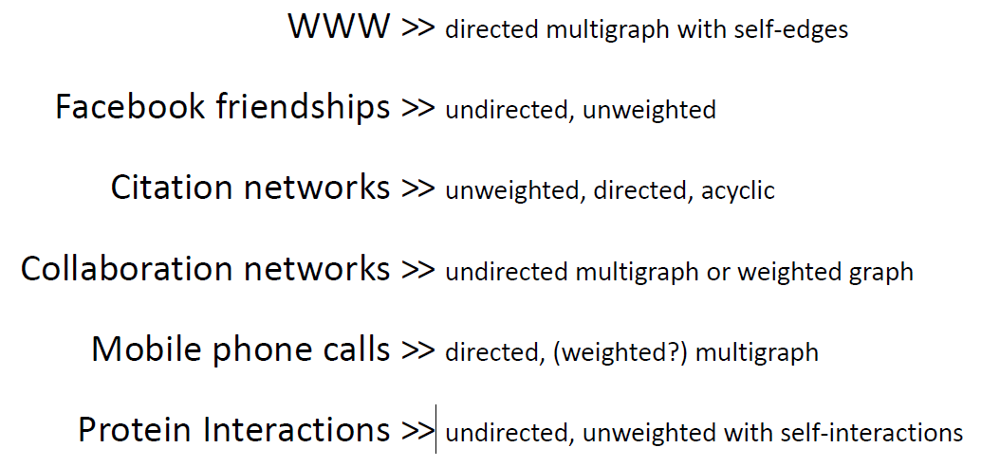 WWW >> directed multigraph with self-edges
Facebook friendships >> undirected, unweighted
Citation networks >> unweighted, directed, acyclic
Collaboration networks >> undirected multigraph or weighted graph
Mobile phone calls >> directed, (weighted?) multigraph
Protein Interactions >> undirected, unweighted with self-interactions